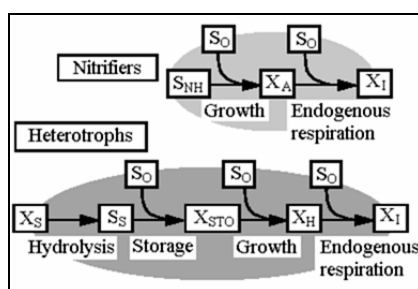 S_O S_O
Nitrifiers
S_NH X_A X_I
Growth Endogenous
respiration
Heterotrophs
S_O S_O S_O
X_S S_S X_STO X_H X_I
Hydrolysis Storage Growth Endogenous
respiration